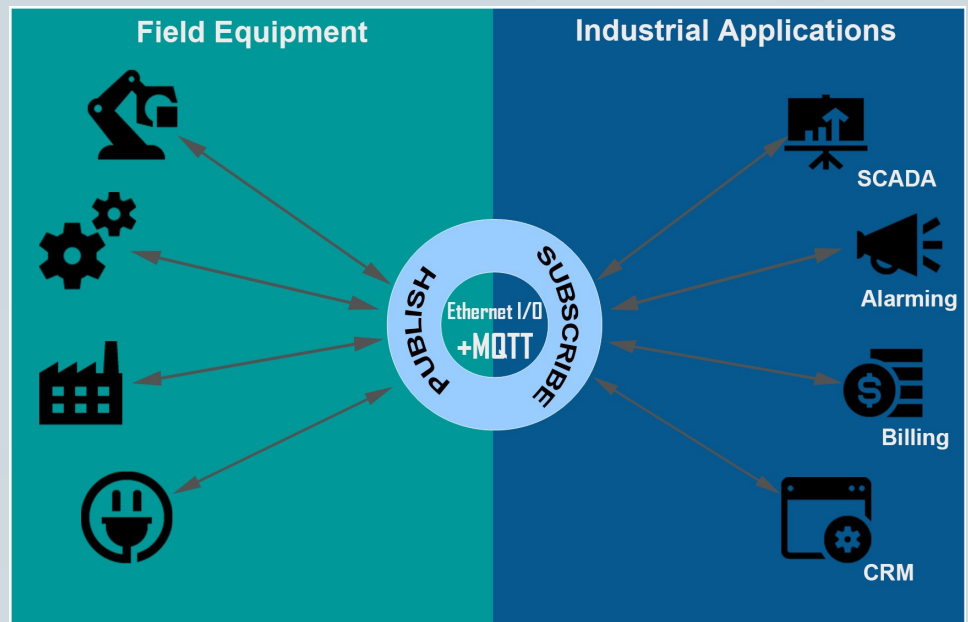 Field Equipment
Industrial Applications
PUBLISH
SUBSCRIBE
Ethernet I/O
+MQTT
SCADA
Alarming
Billing
CRM
$